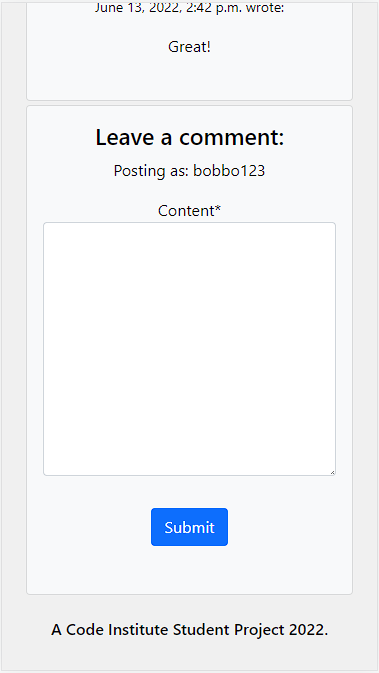 June 13, 2022, 2:42 p.m. wrote:
Great!
Leave a comment:
Posting as: bobbo123
Content*
Submit
A Code Institute Student Project 2022.